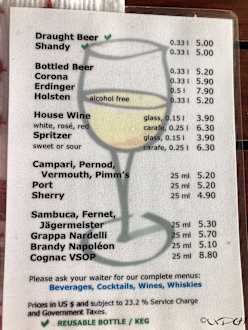 Draught Beer ✓ 0.33 l 5.00
Shandy ✓ 0.33 l 5.00
Bottled Beer 0.33 l 5.20
Corona 0.33 l 5.90
Erdinger 0.5 l 7.90
Holsten alcohol free 0.33 l 5.20
House Wine glass, 0.15 l 3.90
white, rosé, red carafe, 0.25 l 6.30
Spritzer glass, 0.15 l 3.90
sweet or sour carafe, 0.25 l 6.30
Campari, Pernod,
Vermouth, Pimm's 25 ml 5.20
Port 25 ml 5.20
Sherry 25 ml 4.90
Sambuca, Fernet,
Jägermeister 25 ml 5.30
Grappa Nardelli 25 ml 5.70
Brandy Napoléon 25 ml 5.10
Cognac VSOP 25 ml 8.80
Please ask your waiter for our complete menus:
Beverages, Cocktails, Wines, Whiskies
Prices in US $ and subject to 23.2 % Service Charge
and Government Taxes.
✓ REUSABLE BOTTLE / KEG